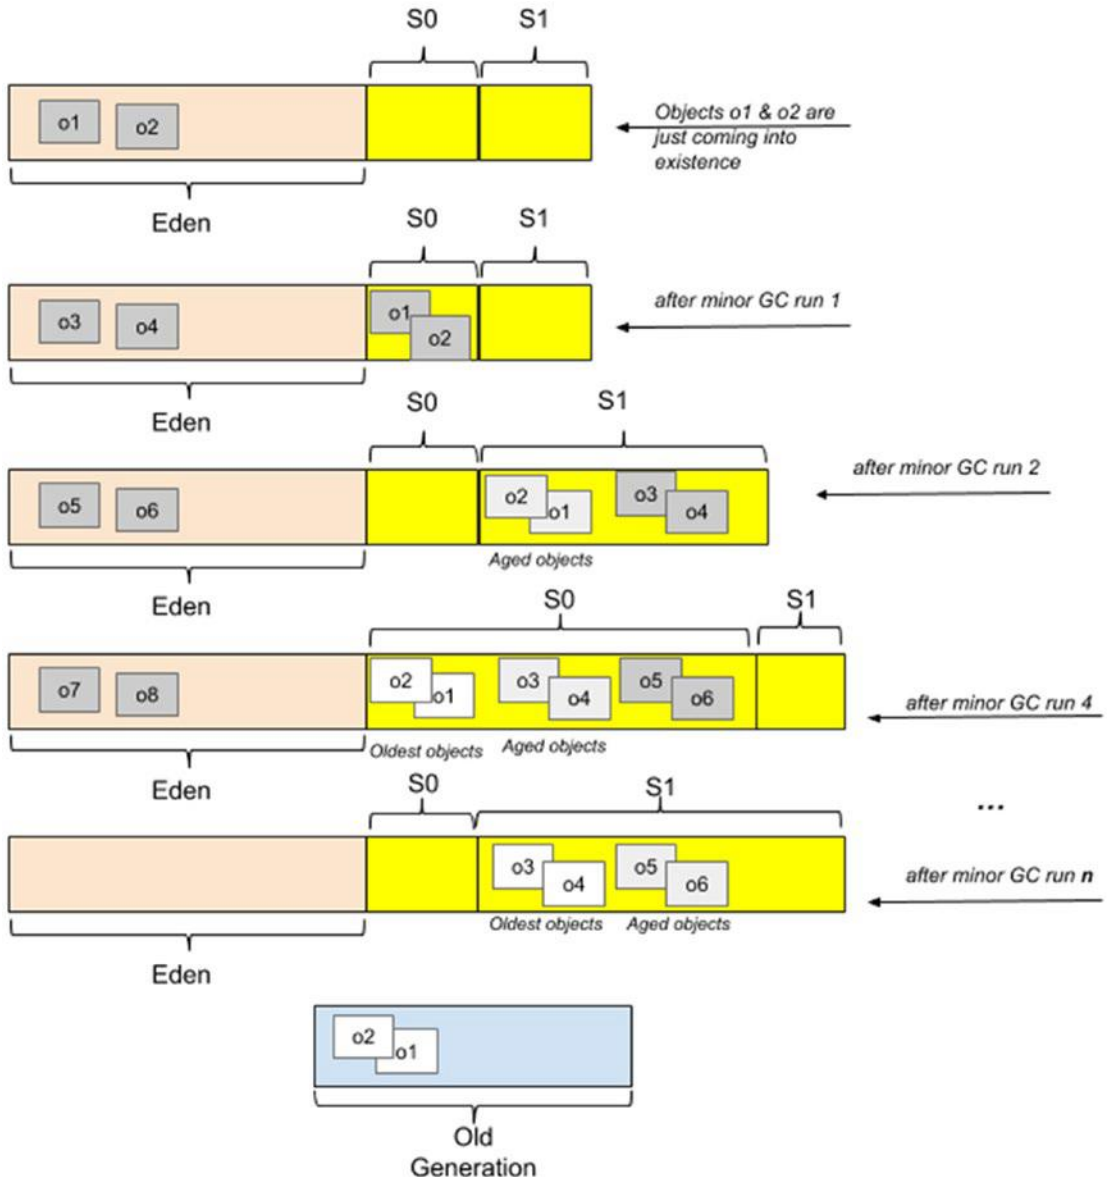 S0 S1
Objects o1 & o2 are
just coming into
existence
o1 o2
Eden
S0 S1
after minor GC run 1
o3 o4 o1 o2
Eden
S0 S1
after minor GC run 2
o5 o6 o2 o1 o3 o4
Aged objects
Eden
S0 S1
o7 o8 o2 o1 o3 o4 o5 o6
after minor GC run 4
Oldest objects Aged objects
Eden
S0 S1
...
o3 o4 o5 o6
after minor GC run n
Oldest objects Aged objects
Eden
o2 o1
Old
Generation